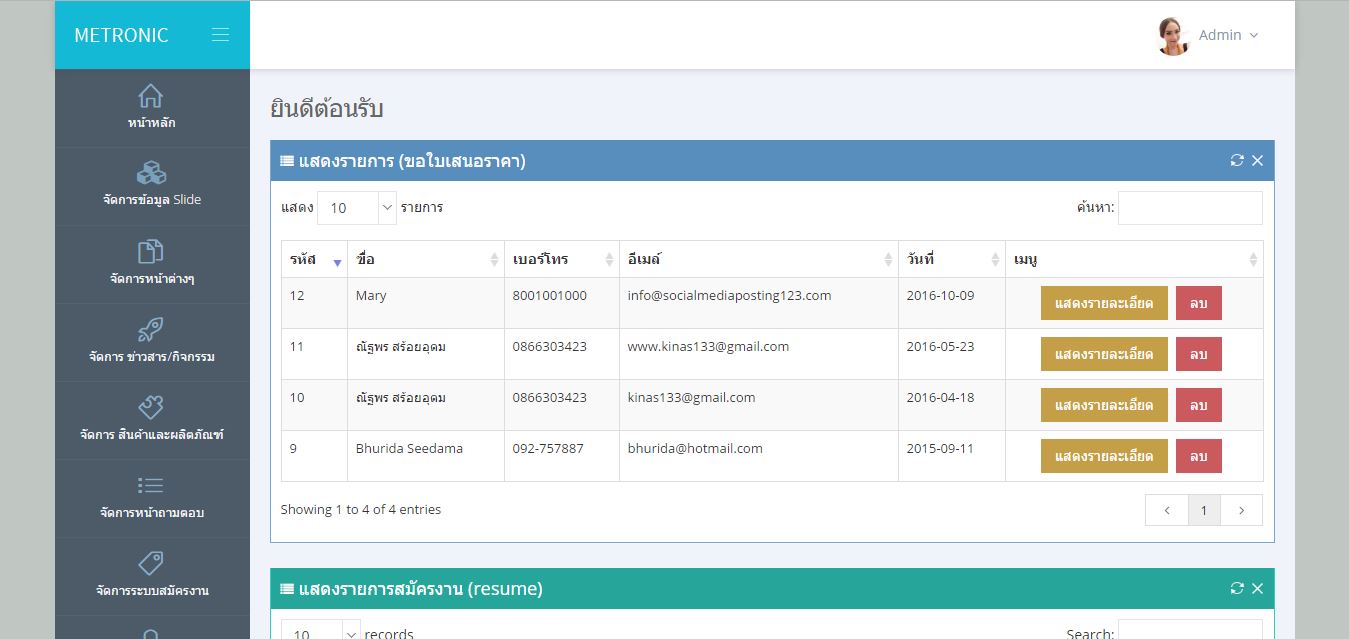 METRONIC
Admin
หน้าหลัก
จัดการข้อมูล Slide
จัดการหน้าต่างๆ
จัดการ ข่าวสาร/กิจกรรม
จัดการ สินค้าและผลิตภัณฑ์
จัดการหน้าถามตอบ
จัดการระบบสมัครงาน
ยินดีต้อนรับ
แสดงรายการ (ขอใบเสนอราคา)
แสดง 10 รายการ
ค้นหา:
รหัส ชื่อ เบอร์โทร อีเมล์ วันที่ เมนู
12 Mary 8001001000 info@socialmediaposting123.com 2016-10-09 แสดงรายละเอียด ลบ
11 ณัฐพร สร้อยอุดม 0866303423 www.kinas133@gmail.com 2016-05-23 แสดงรายละเอียด ลบ
10 ณัฐพร สร้อยอุดม 0866303423 kinas133@gmail.com 2016-04-18 แสดงรายละเอียด ลบ
9 Bhurida Seedama 092-757887 bhurida@hotmail.com 2015-09-11 แสดงรายละเอียด ลบ
Showing 1 to 4 of 4 entries
1
แสดงรายการสมัครงาน (resume)
10 records
Search: